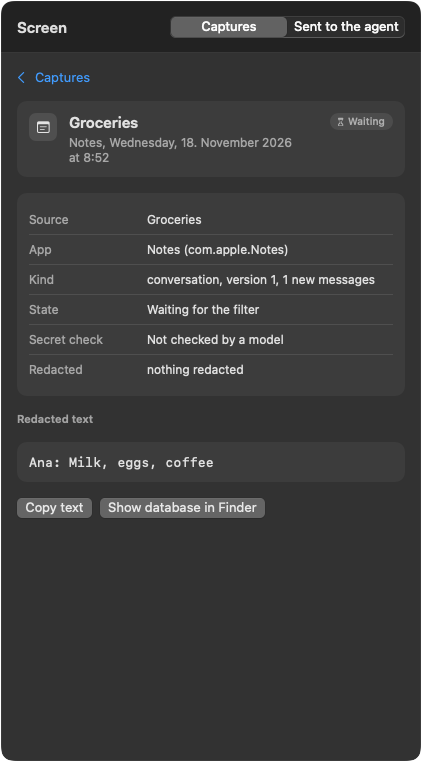 Screen
Captures
Sent to the agent
Captures
Groceries
Waiting
Notes, Wednesday, 18. November 2026
at 8:52
Source Groceries
App Notes (com.apple.Notes)
Kind conversation, version 1, 1 new messages
State Waiting for the filter
Secret check Not checked by a model
Redacted nothing redacted
Redacted text
Ana: Milk, eggs, coffee
Copy text
Show database in Finder